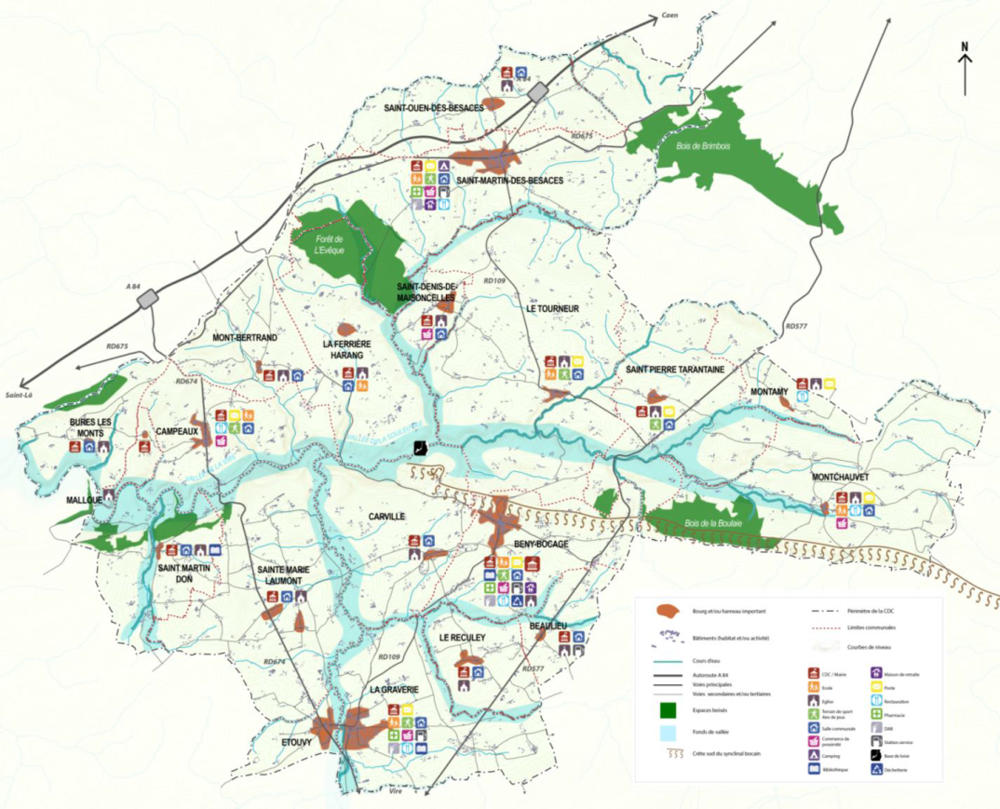 Caen
N
A 84
SAINT-OUEN-DES-BESACES
RD675
Bois de Brimbois
SAINT-MARTIN-DES-BESACES
Forêt de
L'Evêque
SAINT-DENIS-DE-
MAISONCELLES
RD109
LE TOURNEUR
A 84
RD577
MONT-BERTRAND
LA FERRIÈRE
HARANG
RD675
SAINT PIERRE TARANTAINE
RD674
Saint-Lô
MONTAMY
BURES LES
MONTS
CAMPEAUX
MONTCHAUVET
MALLOUE
CARVILLE
Bois de la Boulaie
BENY-BOCAGE
SAINT MARTIN
DON
SAINTE MARIE
LAUMONT
BEAULIEU
LE RECULEY
RD674
RD109
RD577
LA GRAVERIE
ETOUVY
Vire
Bourg et/ou hameau important
Bâtiments (habitat et/ou activité)
Cours d'eau
Autoroute A 84
Voies principales
Voies secondaires et/ou tertiaires
Espaces boisés
Fonds de vallée
Crête sud du synclinal bocain
Périmètre de la CDC
Limites communales
Courbes de niveau
CDC / Mairie
Ecole
Eglise
Terrain de sport
Aire de jeux
Salle communale
Commerce de
proximité
Camping
Bibliothèque
Maison de retraite
Poste
Restauration
Pharmacie
DAB
Station service
Base de loisir
Déchetterie